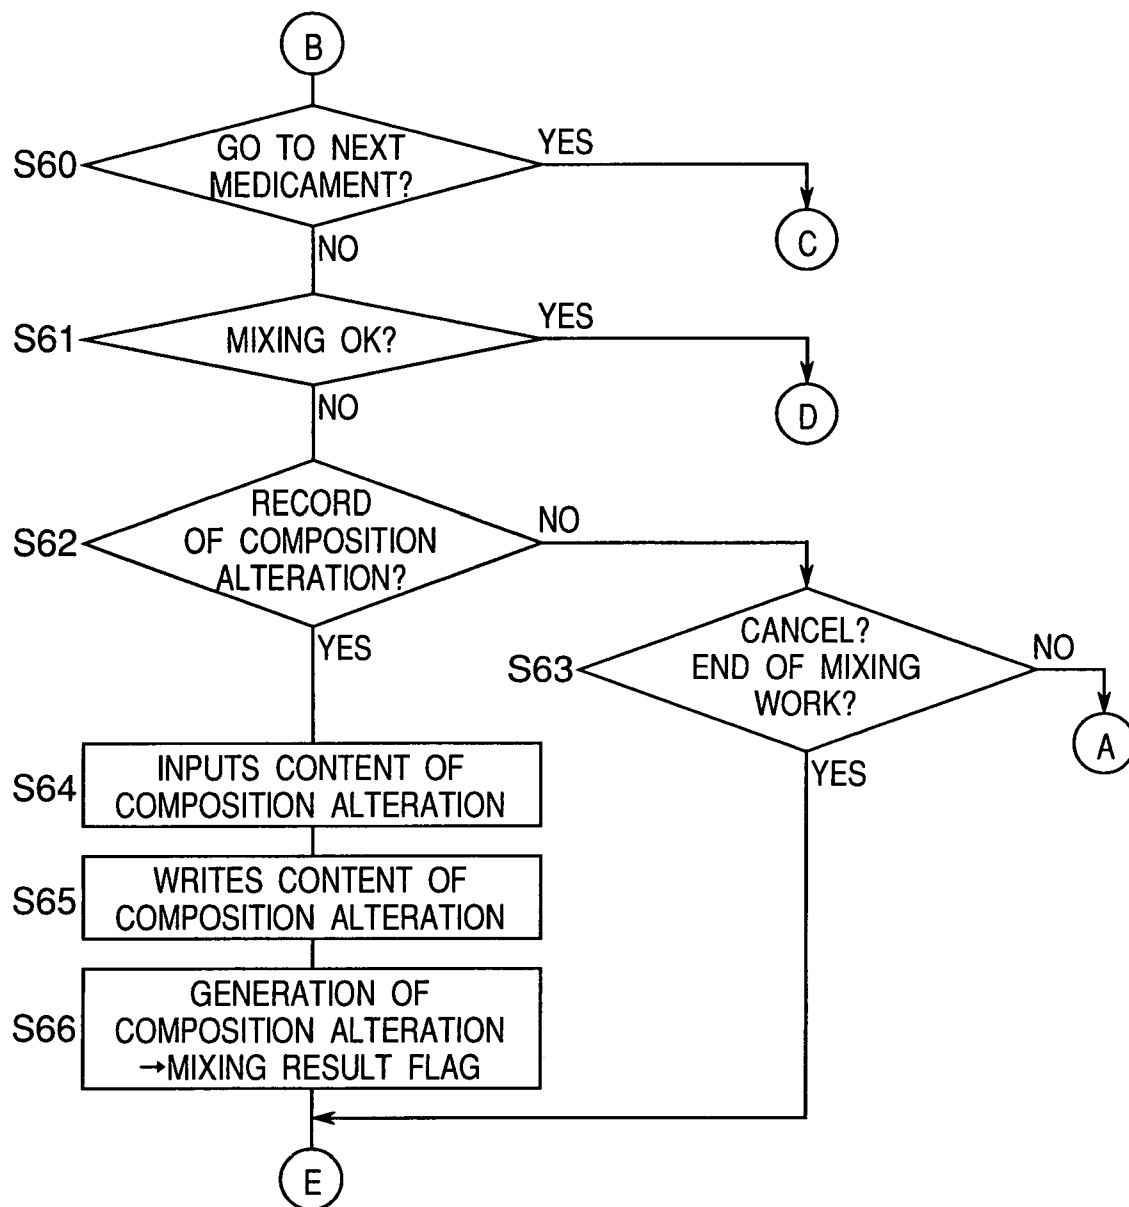 B
S60
GO TO NEXT
MEDICAMENT?
YES
C
NO
S61
MIXING OK?
YES
D
NO
S62
RECORD
OF COMPOSITION
ALTERATION?
NO
YES
S63
CANCEL?
END OF MIXING
WORK?
NO
A
YES
S64
INPUTS CONTENT OF
COMPOSITION ALTERATION
S65
WRITES CONTENT OF
COMPOSITION ALTERATION
S66
GENERATION OF
COMPOSITION ALTERATION
→MIXING RESULT FLAG
E